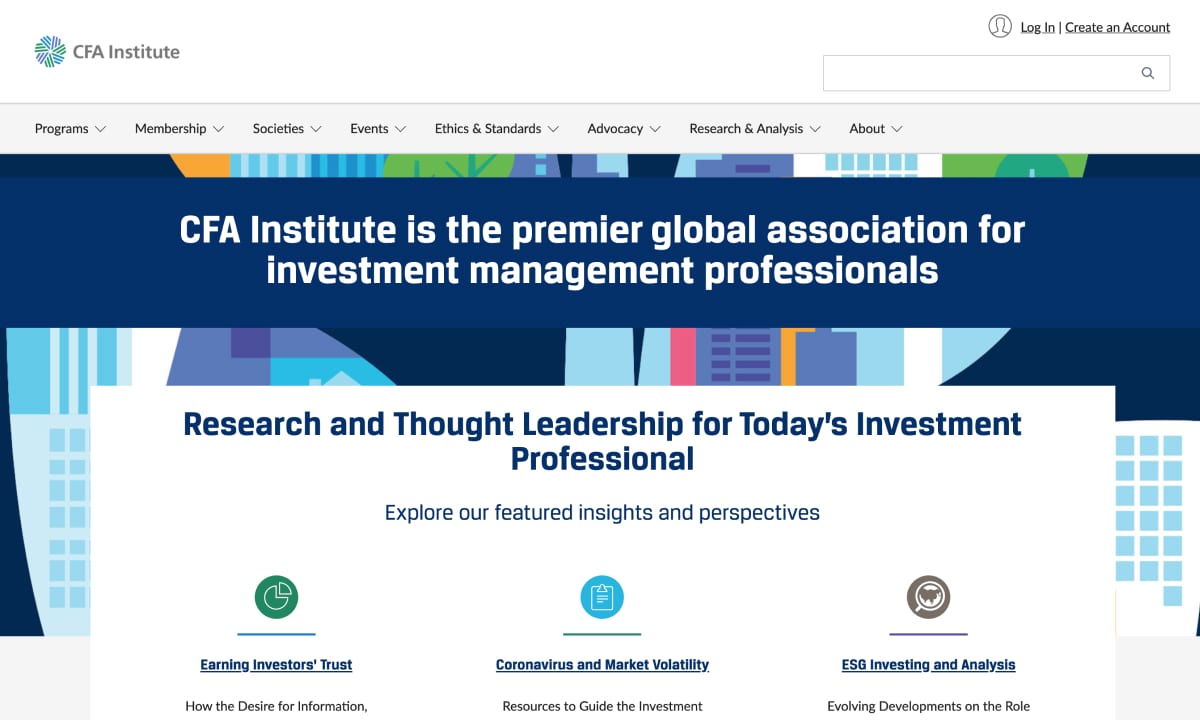 Log In | Create an Account
CFA Institute
Programs Membership Societies Events Ethics & Standards Advocacy Research & Analysis About
CFA Institute is the premier global association for
investment management professionals
Research and Thought Leadership for Today's Investment
Professional
Explore our featured insights and perspectives
Earning Investors' Trust
How the Desire for Information,
Coronavirus and Market Volatility
Resources to Guide the Investment
ESG Investing and Analysis
Evolving Developments on the Role